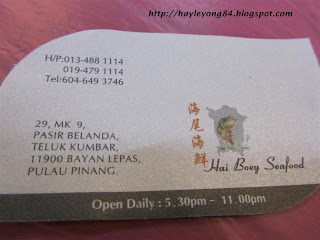 http://hayleyong84.blogspot.com
H/P:013-488 1114
019-479 1114
Tel:604-649 3746
29, MK 9,
PASIR BELANDA,
TELUK KUMBAR,
11900 BAYAN LEPAS,
PULAU PINANG.
海尾海鮮
Hai Boey Seafood
Open Daily : 5.30pm ~ 11.00pm